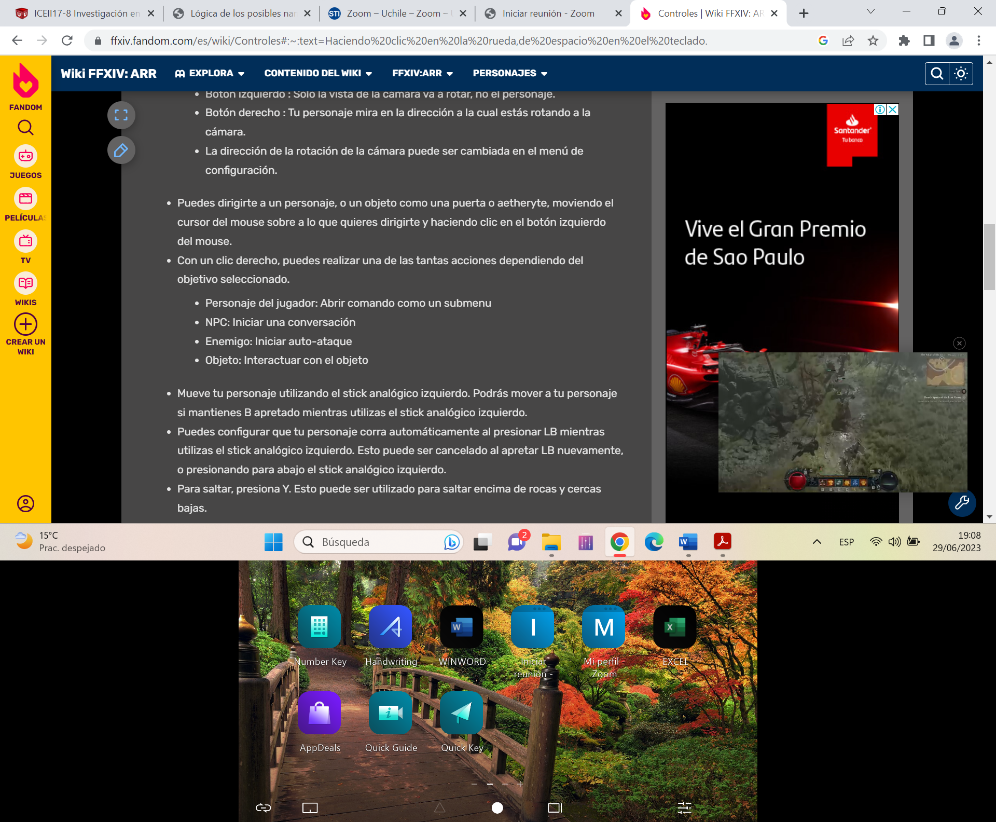 ICEII17-8 Investigación en
Lógica de los posibles na
STI Zoom – Uchile – Zoom –
Iniciar reunión - Zoom
Controles | Wiki FFXIV: AR
ffxiv.fandom.com/es/wiki/Controles#:~:text=Haciendo%20clic%20en%20la%20rueda,de%20espacio%20en%20el%20teclado.
Wiki FFXIV: ARR
EXPLORA
CONTENIDO DEL WIKI
FFXIV:ARR
PERSONAJES
FANDOM
JUEGOS
PELÍCULA
TV
WIKIS
CREAR UN
WIKI
Botón izquierdo : Sólo la vista de la cámara va a rotar, no el personaje.
Botón derecho : Tu personaje mira en la dirección a la cual estás rotando a la
cámara.
La dirección de la rotación de la cámara puede ser cambiada en el menú de
configuración.
Puedes dirigirte a un personaje, o un objeto como una puerta o aetheryte, moviendo el
cursor del mouse sobre a lo que quieres dirigirte y haciendo clic en el botón izquierdo
del mouse.
Con un clic derecho, puedes realizar una de las tantas acciones dependiendo del
objetivo seleccionado.
Personaje del jugador: Abrir comando como un submenu
NPC: Iniciar una conversación
Enemigo: Iniciar auto-ataque
Objeto: Interactuar con el objeto
Mueve tu personaje utilizando el stick analógico izquierdo. Podrás mover a tu personaje
si mantienes B apretado mientras utilizas el stick analógico izquierdo.
Puedes configurar que tu personaje corra automáticamente al presionar LB mientras
utilizas el stick analógico izquierdo. Esto puede ser cancelado al apretar LB nuevamente,
o presionando para abajo el stick analógico izquierdo.
Para saltar, presiona Y. Esto puede ser utilizado para saltar encima de rocas y cercas
bajas.
Santander
Tu banco
Vive el Gran Premio
de Sao Paulo
15°C
Prac. despejado
Búsqueda
2
ESP
19:08
29/06/2023
Number Key
Handwriting
WINWORD
I
Iniciar
reunión -
M
Mi perfil -
Zoom
EXCEL
AppDeals
Quick Guide
Quick Key